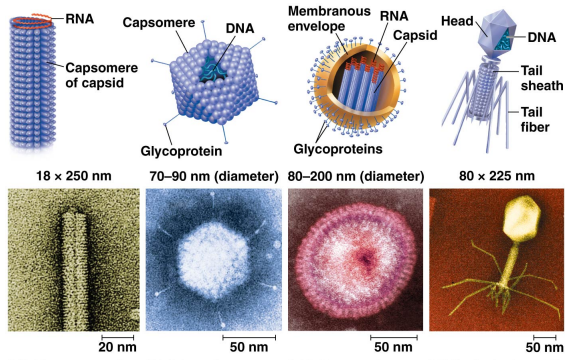 RNA
Capsomere
of capsid
Capsomere
DNA
Glycoprotein
Membranous
envelope
RNA
Capsid
Glycoproteins
Head
DNA
Tail
sheath
Tail
fiber
18 × 250 nm
70–90 nm (diameter)
80–200 nm (diameter)
80 × 225 nm
20 nm
50 nm
50 nm
50 nm